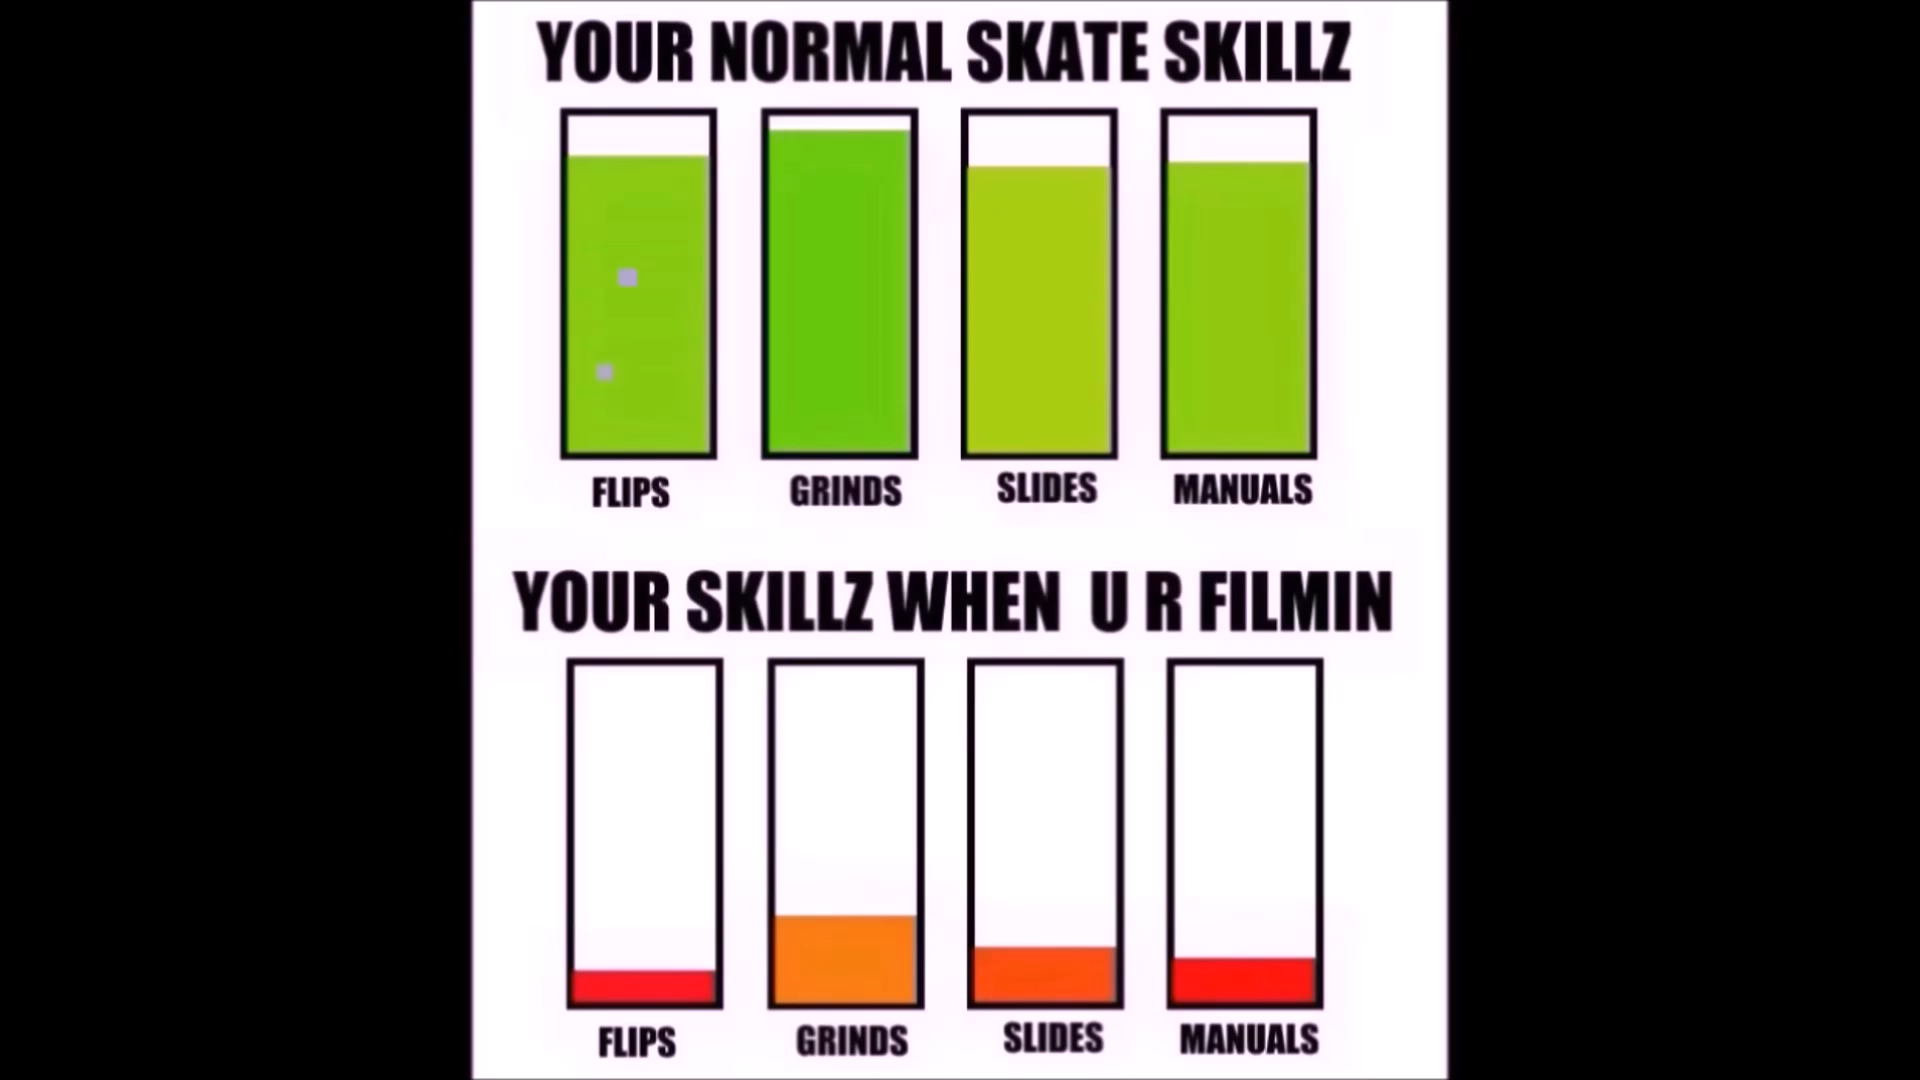 YOUR NORMAL SKATE SKILLZ
FLIPS GRINDS SLIDES MANUALS
YOUR SKILLZ WHEN U R FILMIN
FLIPS GRINDS SLIDES MANUALS